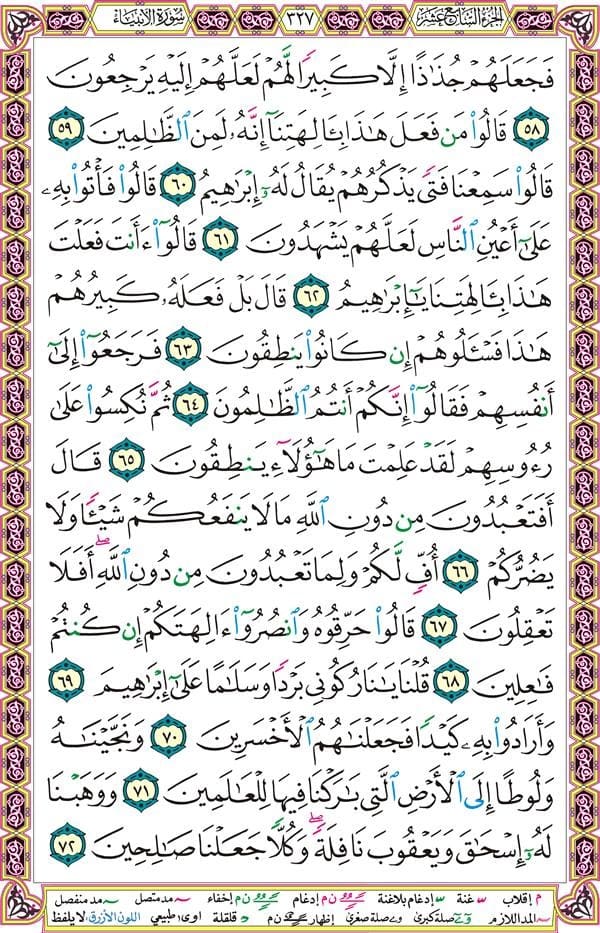 الجزء السابع عشر ٣٢٧ سورة الأنبياء
فَجَعَلَهُمْ جُذَٰذًا إِلَّا كَبِيرًا لَّهُمْ لَعَلَّهُمْ إِلَيْهِ يَرْجِعُونَ
٥٨ قَالُوا۟ مَن فَعَلَ هَٰذَا بِـَٔالِهَتِنَآ إِنَّهُۥ لَمِنَ ٱلظَّٰلِمِينَ ٥٩
قَالُوا۟ سَمِعْنَا فَتًى يَذْكُرُهُمْ يُقَالُ لَهُۥٓ إِبْرَٰهِيمُ ٦٠ قَالُوا۟ فَأْتُوا۟ بِهِۦ
عَلَىٰٓ أَعْيُنِ ٱلنَّاسِ لَعَلَّهُمْ يَشْهَدُونَ ٦١ قَالُوٓا۟ ءَأَنتَ فَعَلْتَ
هَٰذَا بِـَٔالِهَتِنَا يَٰٓإِبْرَٰهِيمُ ٦٢ قَالَ بَلْ فَعَلَهُۥ كَبِيرُهُمْ
هَٰذَا فَسْـَٔلُوهُمْ إِن كَانُوا۟ يَنطِقُونَ ٦٣ فَرَجَعُوٓا۟ إِلَىٰٓ
أَنفُسِهِمْ فَقَالُوٓا۟ إِنَّكُمْ أَنتُمُ ٱلظَّٰلِمُونَ ٦٤ ثُمَّ نُكِسُوا۟ عَلَىٰ
رُءُوسِهِمْ لَقَدْ عَلِمْتَ مَا هَٰٓؤُلَآءِ يَنطِقُونَ ٦٥ قَالَ
أَفَتَعْبُدُونَ مِن دُونِ ٱللَّهِ مَا لَا يَنفَعُكُمْ شَيْـًٔا وَلَا
يَضُرُّكُمْ ٦٦ أُفٍّ لَّكُمْ وَلِمَا تَعْبُدُونَ مِن دُونِ ٱللَّهِ ۖ أَفَلَا
تَعْقِلُونَ ٦٧ قَالُوا۟ حَرِّقُوهُ وَٱنصُرُوٓا۟ ءَالِهَتَكُمْ إِن كُنتُمْ
فَٰعِلِينَ ٦٨ قُلْنَا يَٰنَارُ كُونِى بَرْدًا وَسَلَٰمًا عَلَىٰٓ إِبْرَٰهِيمَ ٦٩
وَأَرَادُوا۟ بِهِۦ كَيْدًا فَجَعَلْنَٰهُمُ ٱلْأَخْسَرِينَ ٧٠ وَنَجَّيْنَٰهُ
وَلُوطًا إِلَى ٱلْأَرْضِ ٱلَّتِى بَٰرَكْنَا فِيهَا لِلْعَٰلَمِينَ ٧١ وَوَهَبْنَا
لَهُۥٓ إِسْحَٰقَ وَيَعْقُوبَ نَافِلَةً ۖ وَكُلًّا جَعَلْنَا صَٰلِحِينَ ٧٢
م إقلاب غنة إدغام بلاغنة ن م إدغام إخفاء مد متصل مد منفصل
المد اللازم صلة كبرى صلة صغرى إظهار ن م قلقلة اوى؛ طبيعي اللون الأزرق؛ لا يلفظ